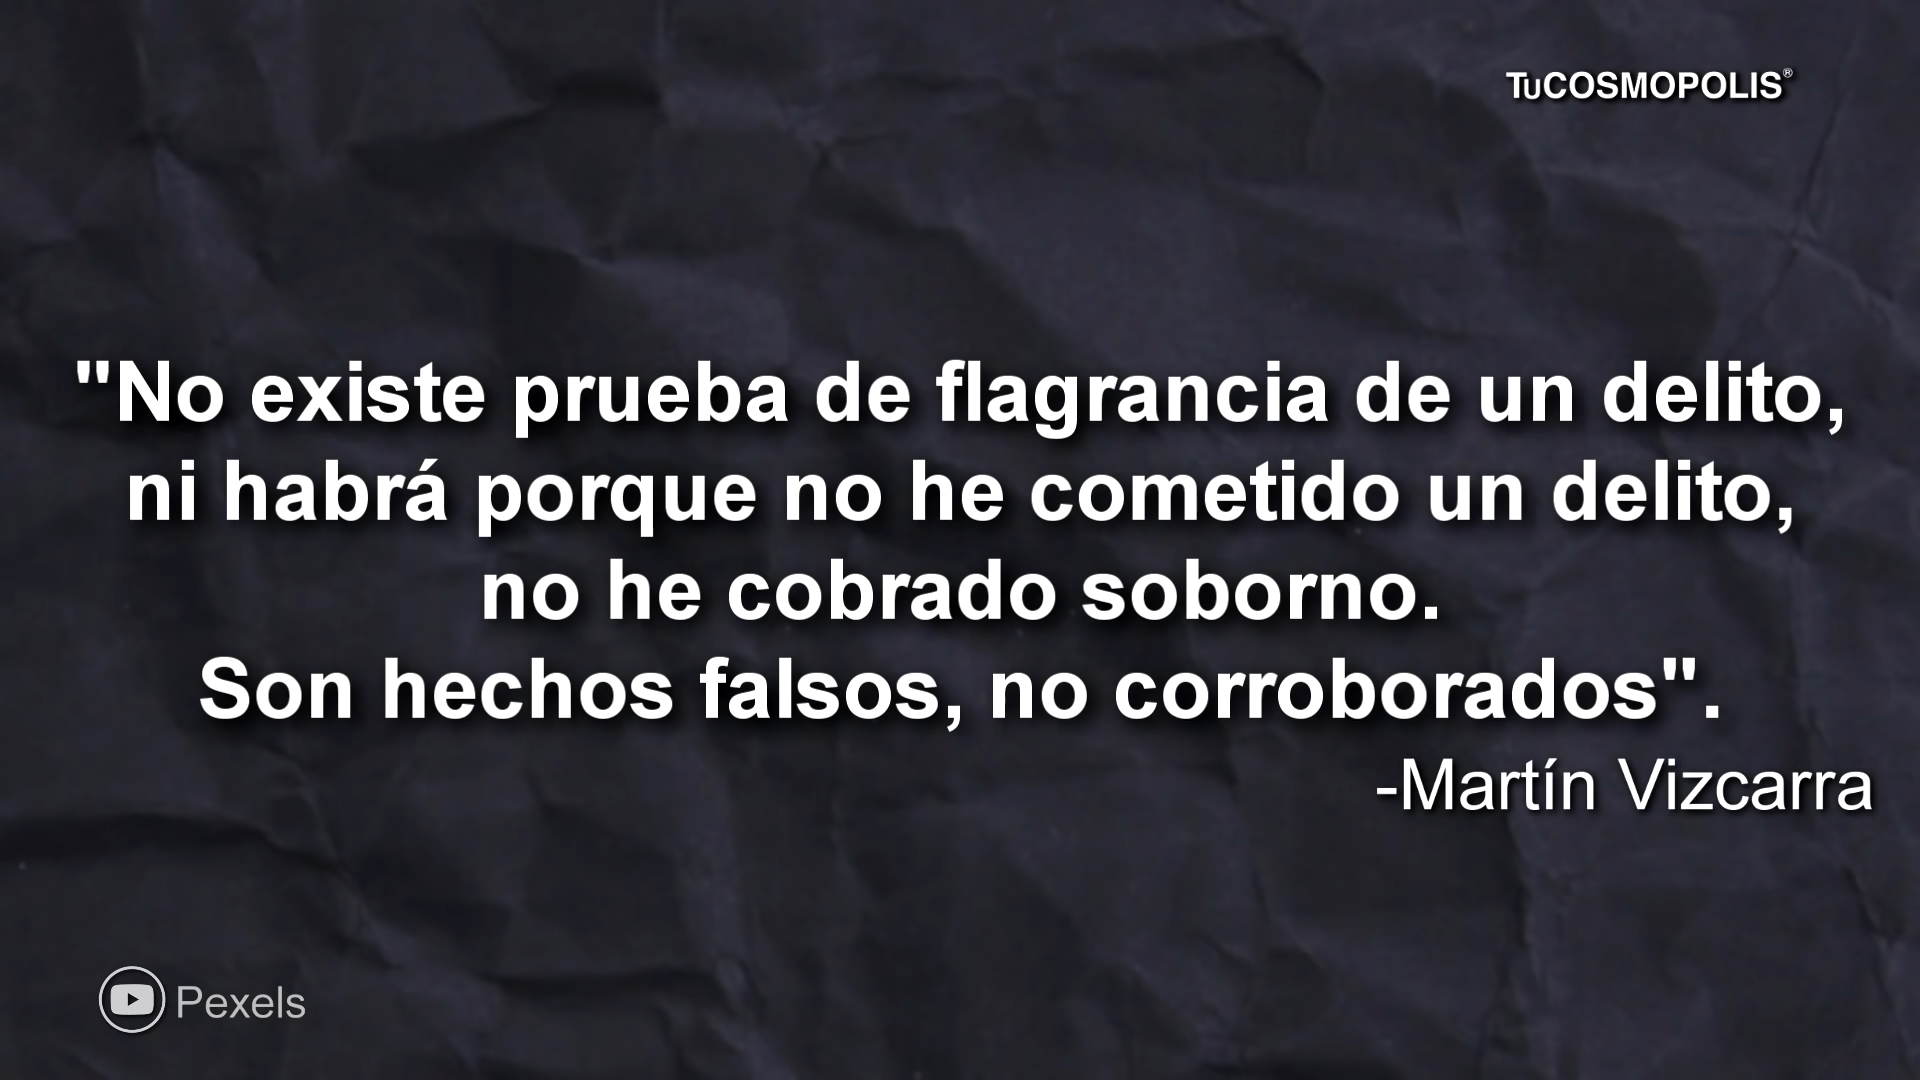 TuCOSMOPOLIS®
"No existe prueba de flagrancia de un delito,
ni habrá porque no he cometido un delito,
no he cobrado soborno.
Son hechos falsos, no corroborados".
-Martín Vizcarra
Pexels